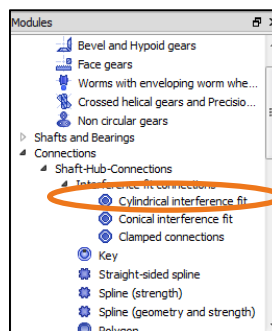 Modules
Bevel and Hypoid gears
Face gears
Worms with enveloping worm whe...
Crossed helical gears and Precisio...
Non circular gears
Shafts and Bearings
Connections
Shaft-Hub-Connections
Interference fit connections
Cylindrical interference fit
Conical interference fit
Clamped connections
Key
Straight-sided spline
Spline (strength)
Spline (geometry and strength)
Polygon